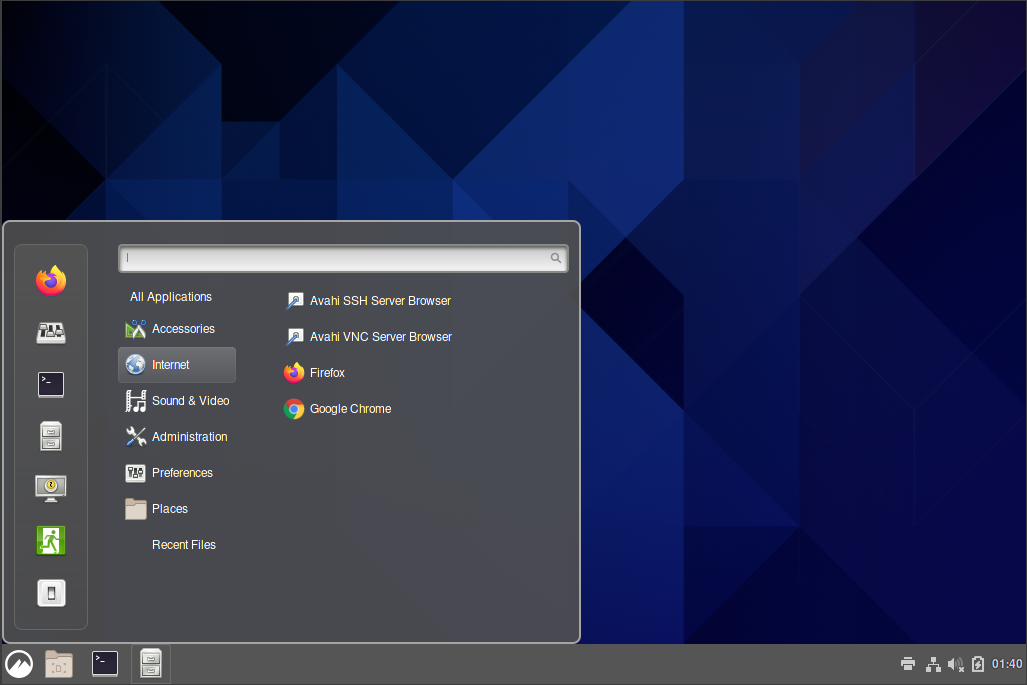 All Applications
Accessories
Internet
Sound & Video
Administration
Preferences
Places
Recent Files
Avahi SSH Server Browser
Avahi VNC Server Browser
Firefox
Google Chrome
01:40